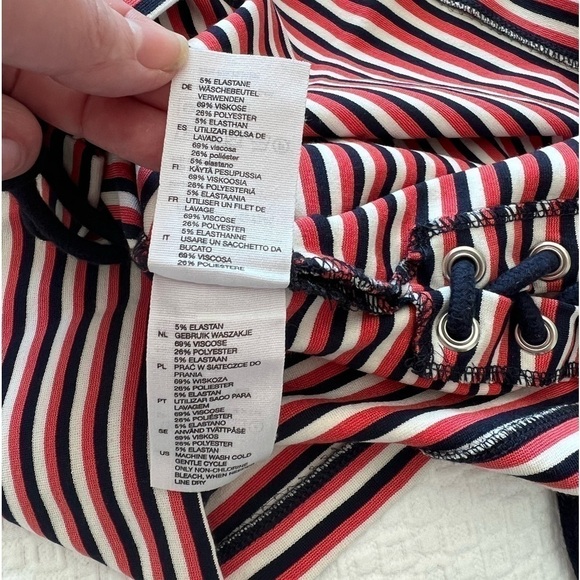 5% ELASTANE
DE WÄSCHEBEUTEL
VERWENDEN
69% VISKOSE
26% POLYESTER
5% ELASTHAN
ES UTILIZAR BOLSA DE
LAVADO
69% viscosa
26% poliéster
5% elastano
FI KÄYTÄ PESUPUSSIA
69% VISKOOSIA
26% POLYESTERIÄ
5% ELASTAANIA
FR UTILISER UN FILET DE
LAVAGE
69% VISCOSE
26% POLYESTER
5% ELASTHANNE
IT USARE UN SACCHETTO DA
BUCATO
69% VISCOSA
26% POLIESTERE
5% ELASTAN
NL GEBRUIK WASZAKJE
69% VISCOSE
26% POLYESTER
5% ELASTAAN
PL PRAĆ W SIATECZCE DO
PRANIA
69% WISKOZA
26% POLIESTER
5% ELASTAN
PT UTILIZAR SACO PARA
LAVAGEM
69% VISCOSE
26% POLIÉSTER
5% ELASTANO
SE ANVÄND TVÄTTPÅSE
69% VISKOS
26% POLYESTER
5% ELASTAN
US MACHINE WASH COLD
GENTLE CYCLE
ONLY NON-CHLORINE
BLEACH, WHEN NEE
LINE DRY